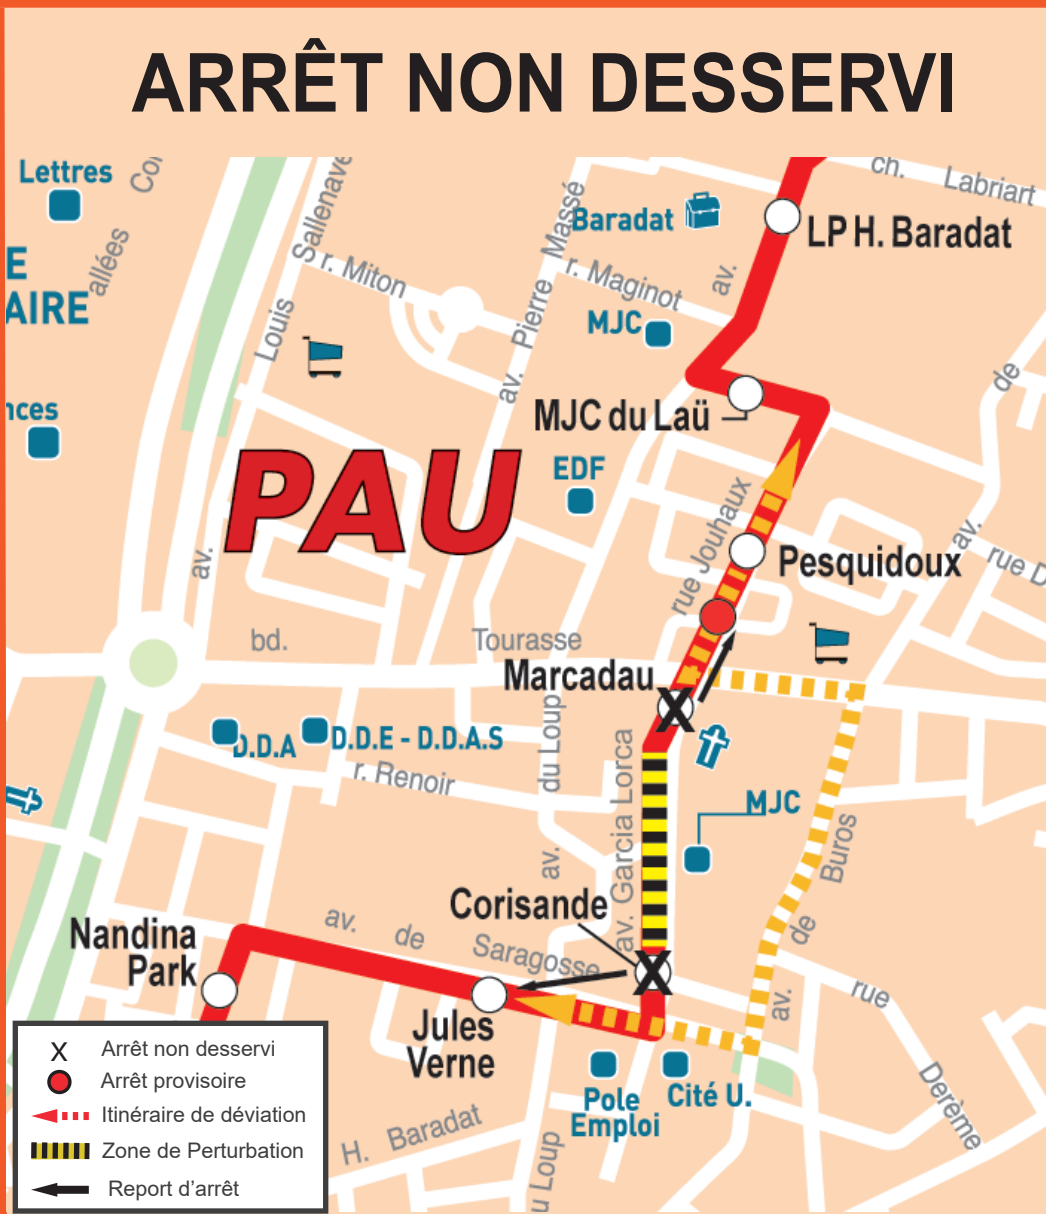 ARRÊT NON DESSERVI
Lettres
allées
Cor
Sallenave
Louis
av.
r. Miton
av. Pierre Massé
Baradat
r. Maginot
av.
ch. Labriart
LP H. Baradat
E
AIRE
MJC
nces
MJC du Laü
de
av.
EDF
PAU
rue Jouhaux
Pesquidoux
rue D
bd. Tourasse
Marcadau
D.D.A
D.D.E - D.D.A.S
r. Renoir
av. du Loup
av. Garcia Lorca
MJC
av. de Buros
Corisande
Nandina
Park
av. de Saragosse
Jules
Verne
rue Derème
Pole
Emploi
Cité U.
H. Baradat
u Loup
X Arrêt non desservi
Arrêt provisoire
Itinéraire de déviation
Zone de Perturbation
Report d'arrêt